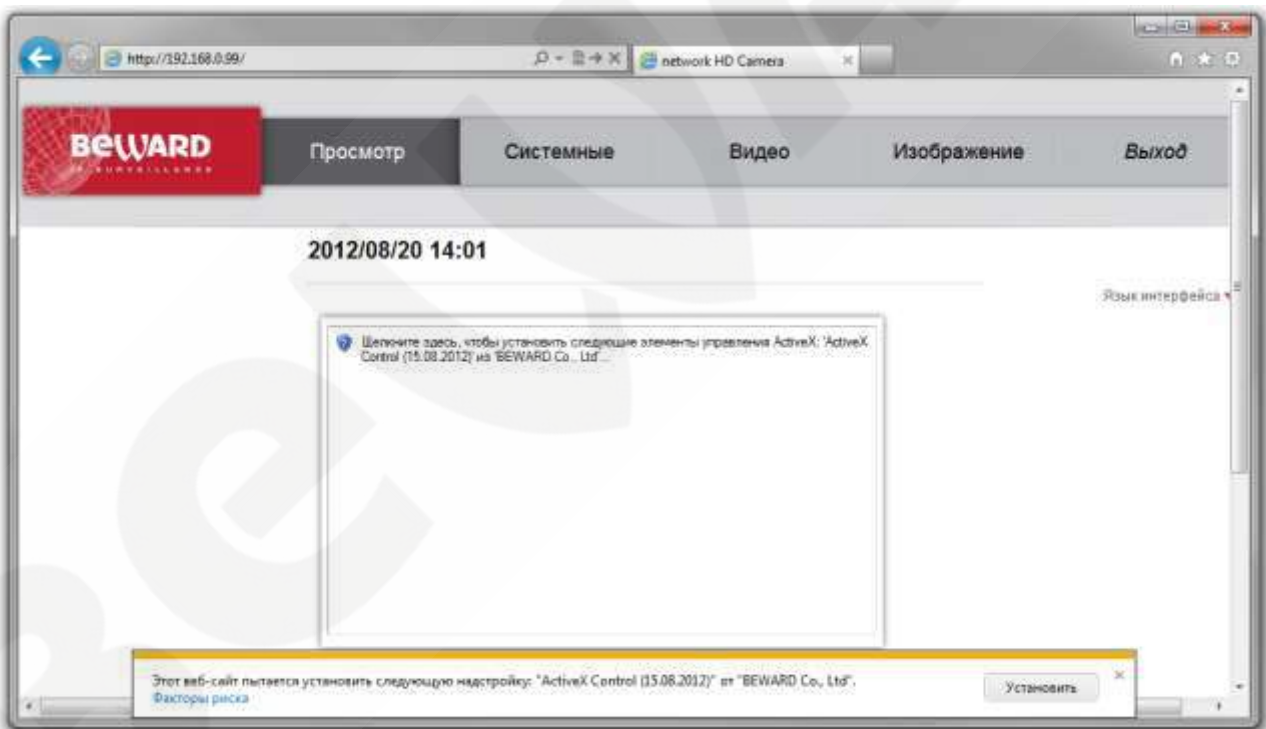 http://192.168.0.99/
network HD Camera
BEWARD
IP SURVEILLANCE
Просмотр
Системные
Видео
Изображение
Выход
2012/08/20 14:01
Язык интерфейса
Щелкните здесь, чтобы установить следующие элементы управления ActiveX: 'ActiveX
Control (15.08.2012)' из 'BEWARD Co., Ltd'...
Этот веб-сайт пытается установить следующую надстройку: "ActiveX Control (15.08.2012)" от "BEWARD Co., Ltd".
Факторы риска
Установить